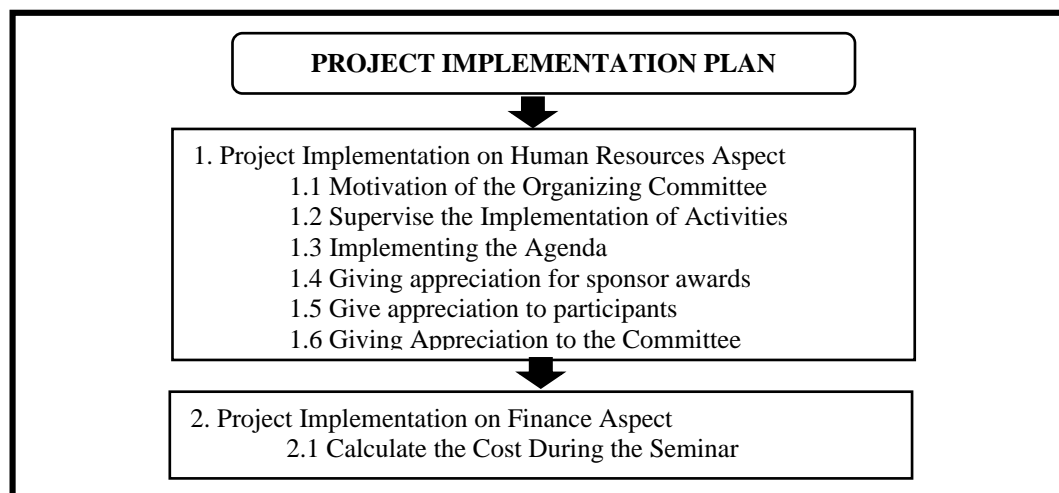 PROJECT IMPLEMENTATION PLAN
1. Project Implementation on Human Resources Aspect
1.1 Motivation of the Organizing Committee
1.2 Supervise the Implementation of Activities
1.3 Implementing the Agenda
1.4 Giving appreciation for sponsor awards
1.5 Give appreciation to participants
1.6 Giving Appreciation to the Committee
2. Project Implementation on Finance Aspect
2.1 Calculate the Cost During the Seminar